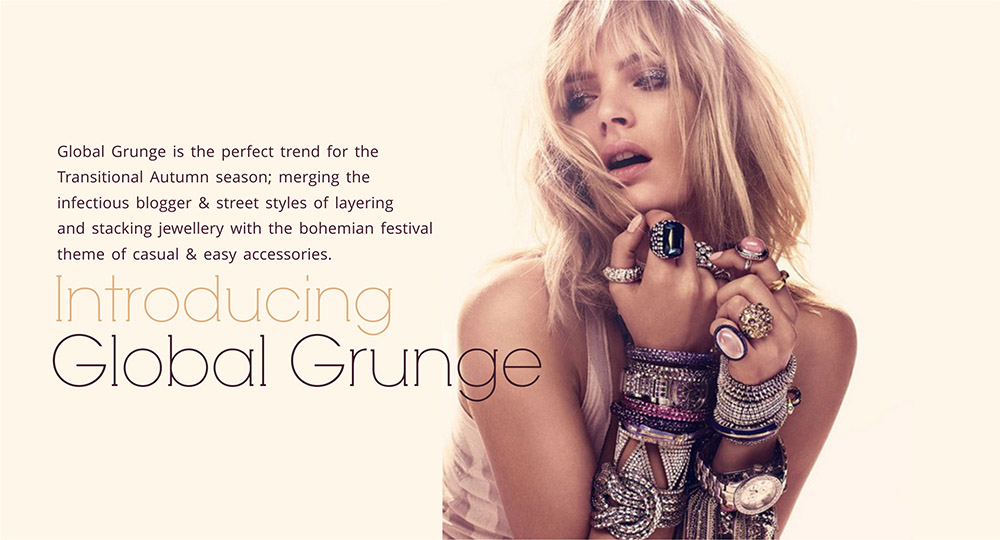 Global Grunge is the perfect trend for the
Transitional Autumn season; merging the
infectious blogger & street styles of layering
and stacking jewellery with the bohemian festival
theme of casual & easy accessories.
Introducing
Global Grunge